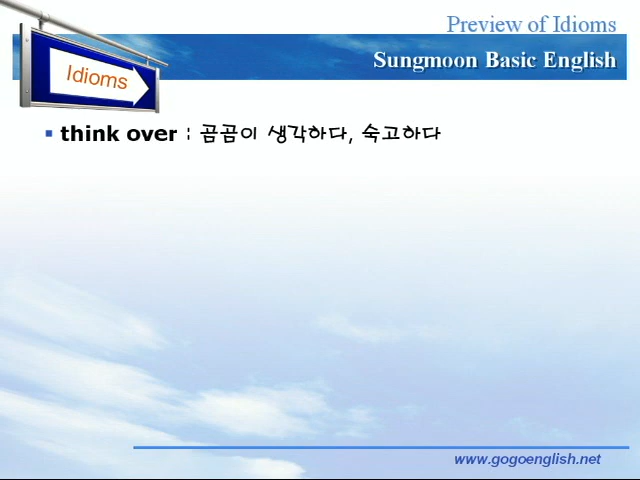 Preview of Idioms
Sungmoon Basic English
Idioms
think over : 곰곰이 생각하다, 숙고하다
www.gogoenglish.net